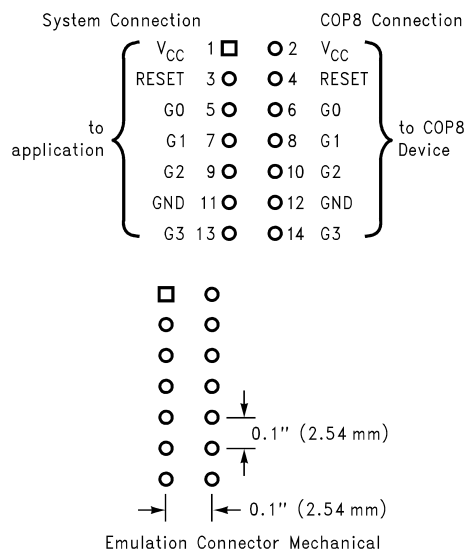 System Connection COP8 Connection
VCC 1 2 VCC
RESET 3 4 RESET
G0 5 6 G0
to application G1 7 8 G1 to COP8 Device
G2 9 10 G2
GND 11 12 GND
G3 13 14 G3
0.1" (2.54 mm)
0.1" (2.54 mm)
Emulation Connector Mechanical